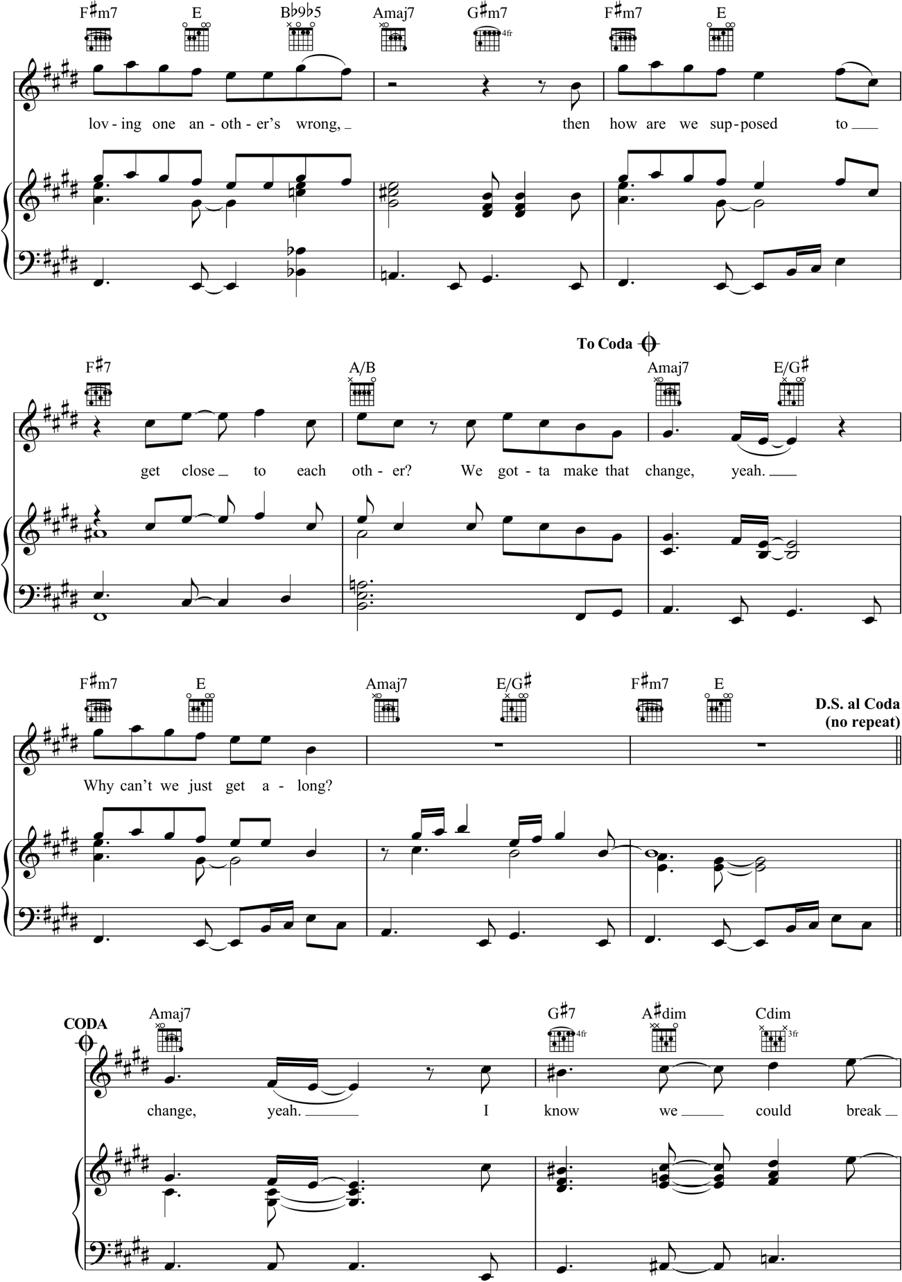 F♯m7 E B♭9♭5 Amaj7 G♯m7 F♯m7 E
4fr
lov - ing one an - oth - er's wrong, then how are we sup - posed to
To Coda
F♯7 A/B Amaj7 E/G♯
get close to each oth - er? We got - ta make that change, yeah.
F♯m7 E Amaj7 E/G♯ F♯m7 E
D.S. al Coda
(no repeat)
Why can't we just get a - long?
CODA
Amaj7 G♯7 A♯dim Cdim
4fr 3fr
change, yeah. I know we could break